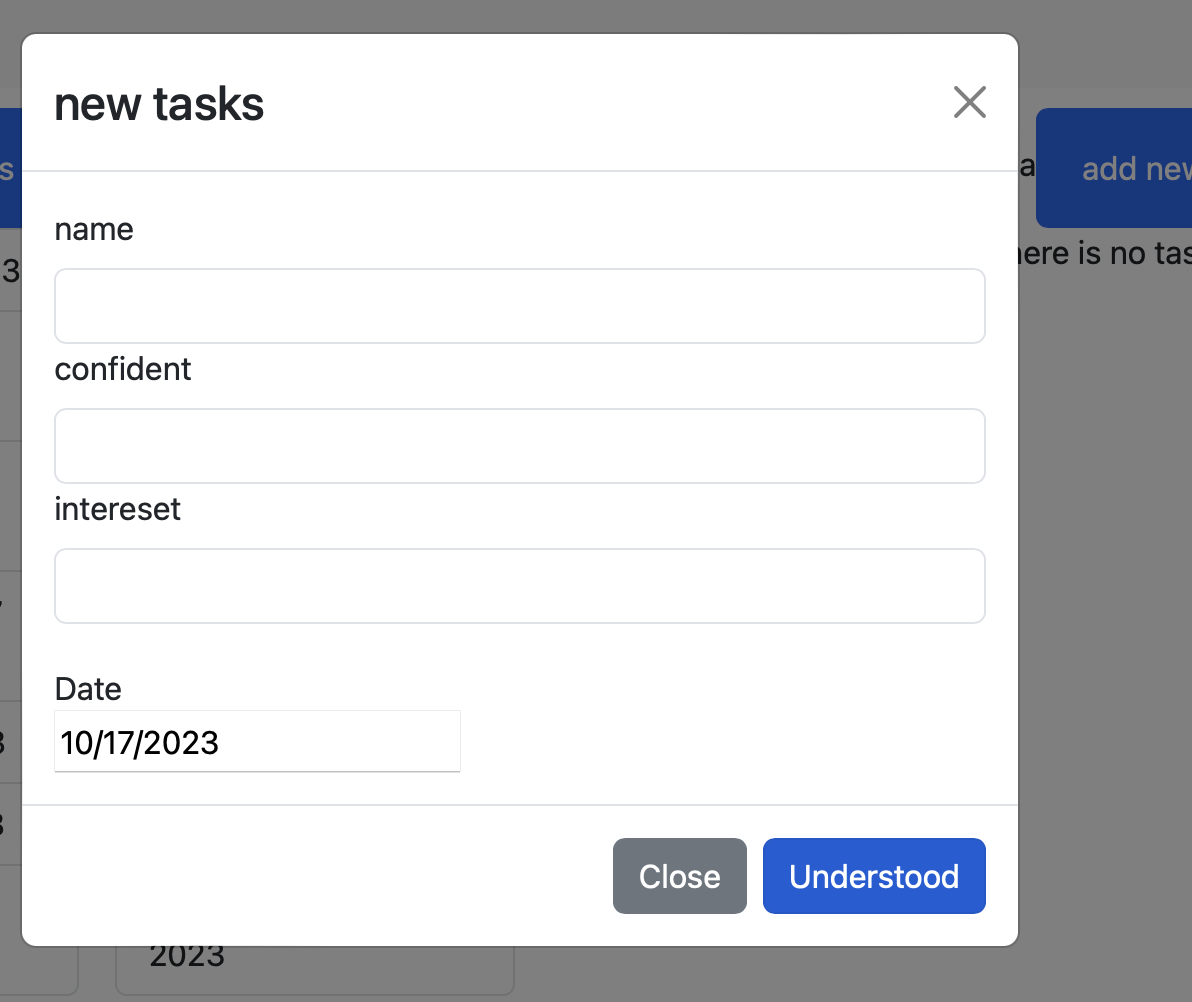 new tasks
s
a
add new
name
here is no tas
3
confident
intereset
Date
10/17/2023
3
3
Close
Understood
2023